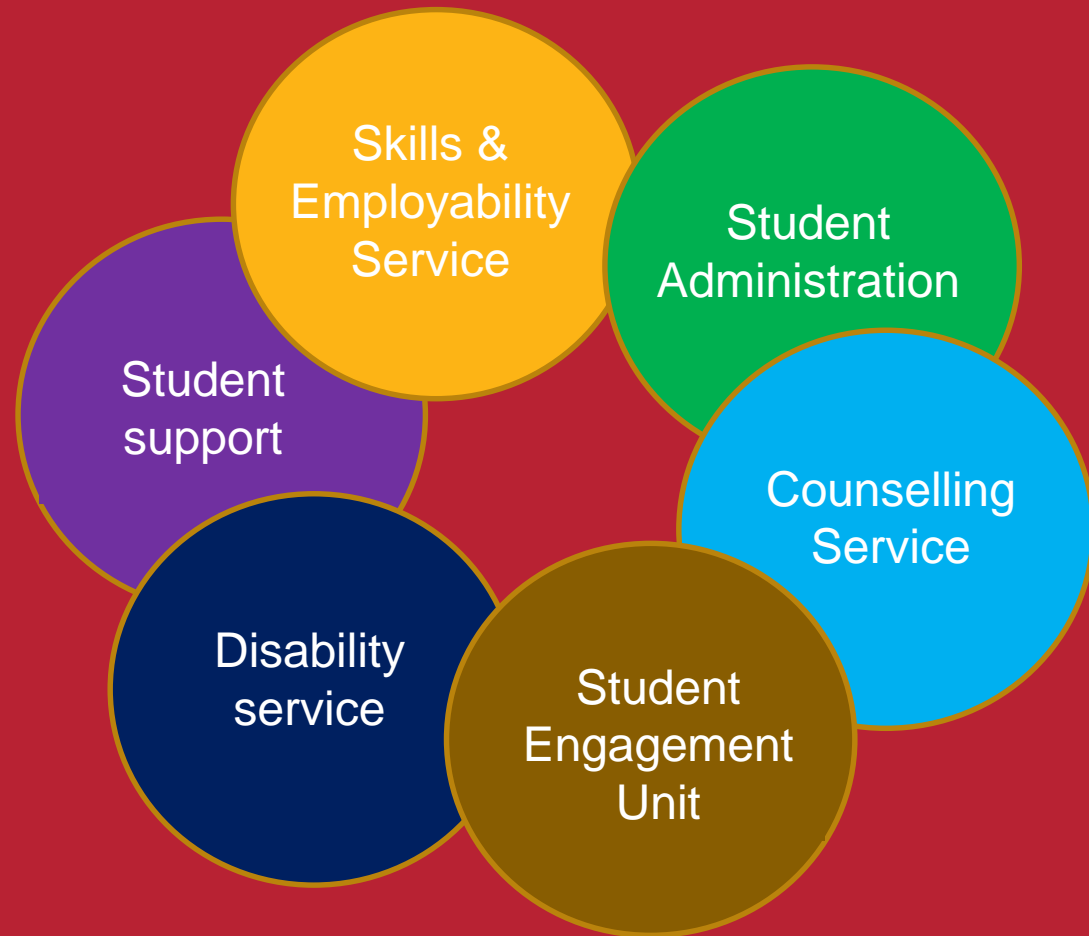 Skills &
Employability
Service
Student
Administration
Student
support
Counselling
Service
Disability
service
Student
Engagement
Unit